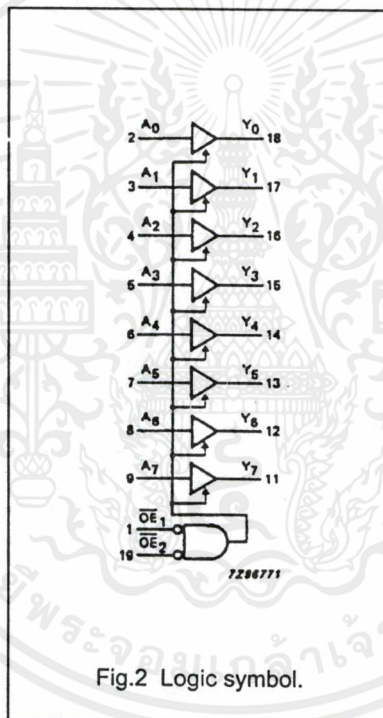 2 A0 Y0 18
3 A1 Y1 17
4 A2 Y2 16
5 A3 Y3 15
6 A4 Y4 14
7 A5 Y5 13
8 A6 Y6 12
9 A7 Y7 11
1 O̅E̅1
19 O̅E̅2
7Z96771
Fig.2 Logic symbol.